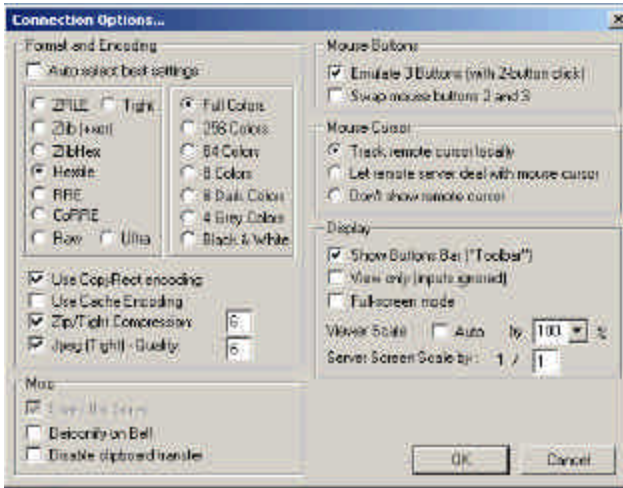 Connection Options...
Format and Encoding
Auto select best settings
ZRLE Tight
Zlib (+xor)
ZlibHex
Hextile
RRE
CoRRE
Raw Ultra
Full Colors
256 Colors
64 Colors
8 Colors
8 Dark Colors
4 Grey Colors
Black & White
Use CopyRect encoding
Use Cache Encoding
Zip/Tight Compression: 6
Jpeg (Tight) - Quality: 6
Misc
Deiconify on Bell
Disable clipboard transfer
Mouse Buttons
Emulate 3 Buttons (with 2-button click)
Swap mouse buttons 2 and 3
Mouse Cursor
Track remote cursor locally
Let remote server deal with mouse cursor
Don't show remote cursor
Display
Show Buttons Bar ("Toolbar")
View only (inputs ignored)
Full-screen mode
Viewer Scale Auto by 100 %
Server Screen Scale by : 1 / 1
OK Cancel